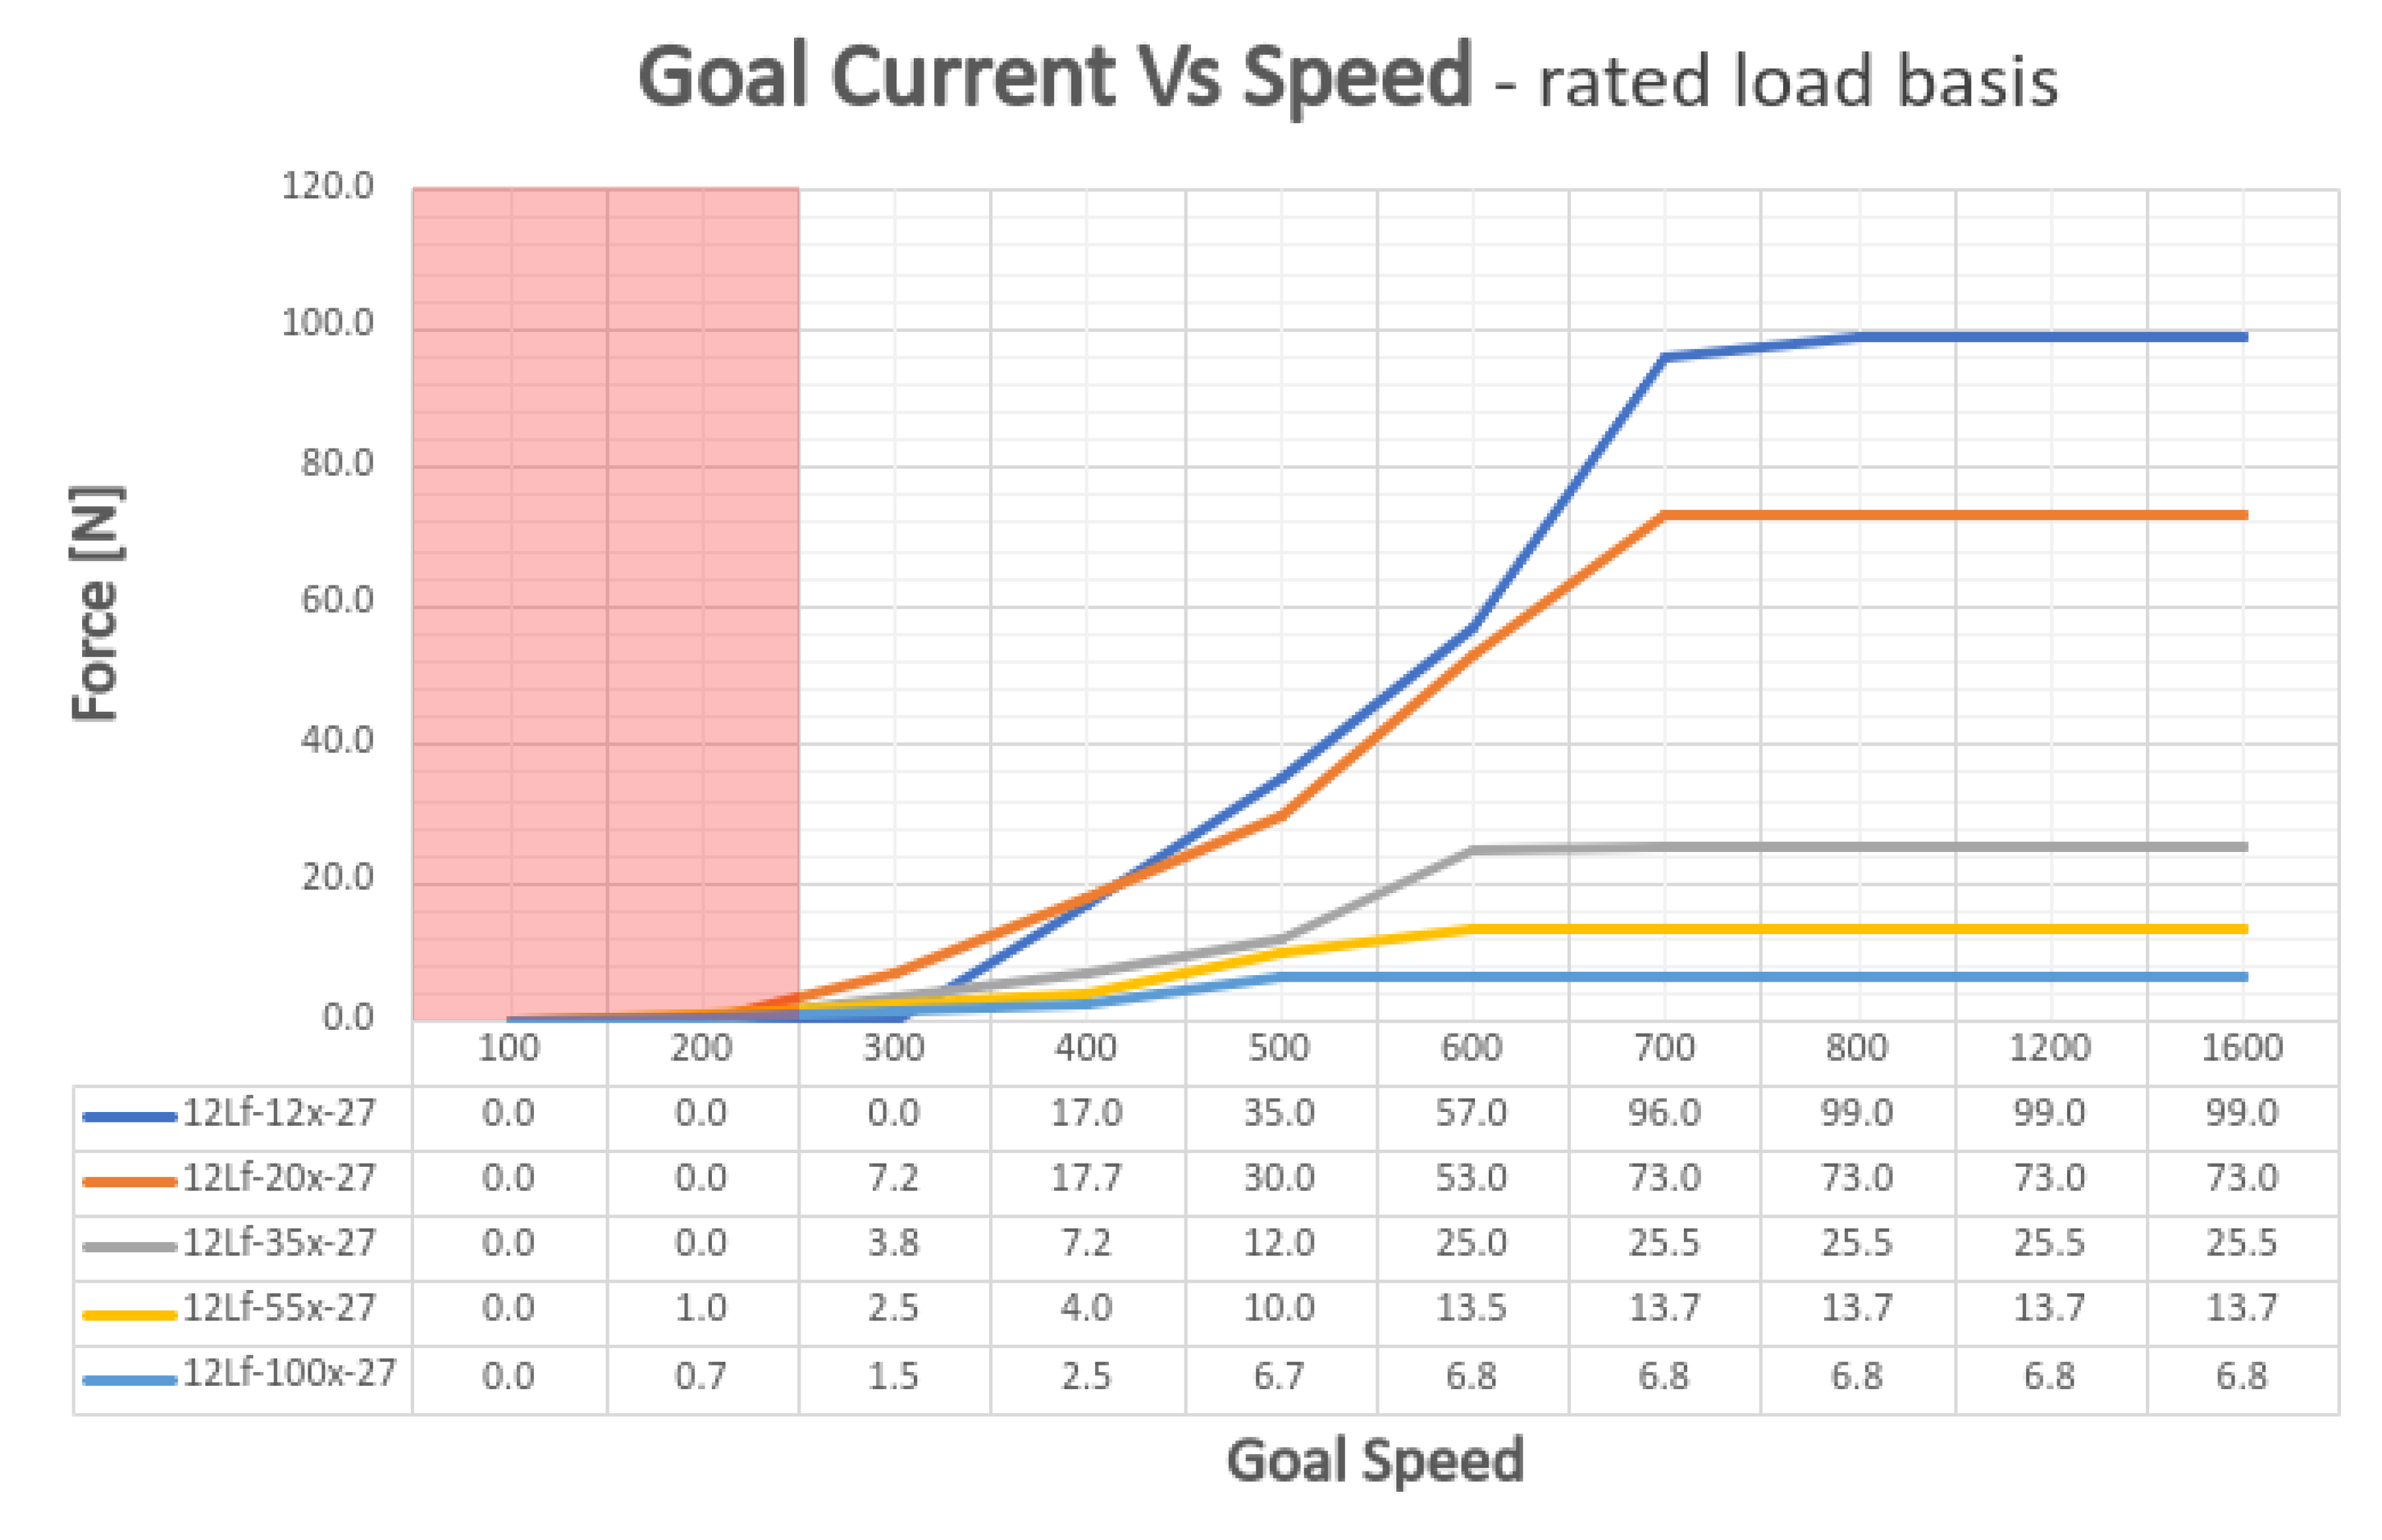 Goal Current Vs Speed - rated load basis
120.0
100.0
80.0
60.0
40.0
20.0
0.0
Force [N]
100 200 300 400 500 600 700 800 1200 1600
12Lf-12x-27 0.0 0.0 0.0 17.0 35.0 57.0 96.0 99.0 99.0 99.0
12Lf-20x-27 0.0 0.0 7.2 17.7 30.0 53.0 73.0 73.0 73.0 73.0
12Lf-35x-27 0.0 0.0 3.8 7.2 12.0 25.0 25.5 25.5 25.5 25.5
12Lf-55x-27 0.0 1.0 2.5 4.0 10.0 13.5 13.7 13.7 13.7 13.7
12Lf-100x-27 0.0 0.7 1.5 2.5 6.7 6.8 6.8 6.8 6.8 6.8
Goal Speed